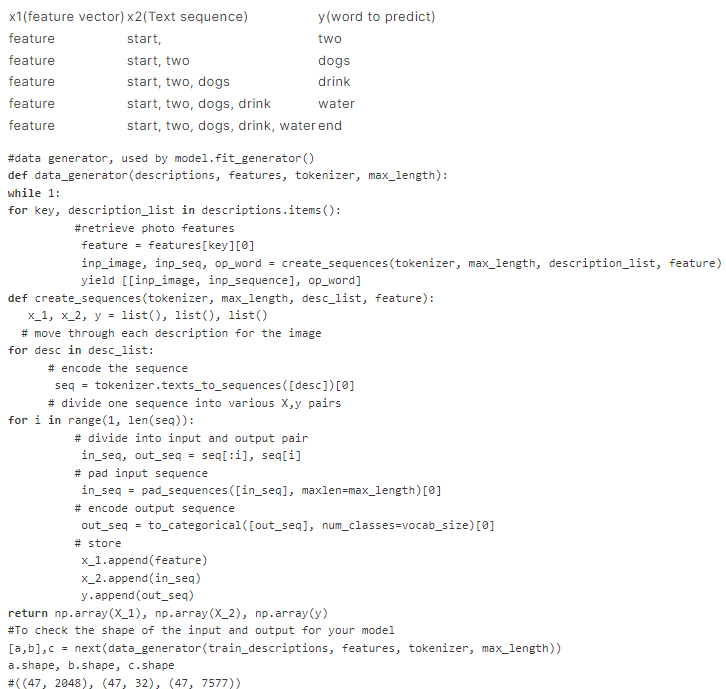 x1(feature vector) x2(Text sequence) y(word to predict)
feature start, two
feature start, two dogs
feature start, two, dogs drink
feature start, two, dogs, drink water
feature start, two, dogs, drink, water end
#data generator, used by model.fit_generator()
def data_generator(descriptions, features, tokenizer, max_length):
while 1:
for key, description_list in descriptions.items():
#retrieve photo features
feature = features[key][0]
inp_image, inp_seq, op_word = create_sequences(tokenizer, max_length, description_list, feature)
yield [[inp_image, inp_sequence], op_word]
def create_sequences(tokenizer, max_length, desc_list, feature):
x_1, x_2, y = list(), list(), list()
# move through each description for the image
for desc in desc_list:
# encode the sequence
seq = tokenizer.texts_to_sequences([desc])[0]
# divide one sequence into various X,y pairs
for i in range(1, len(seq)):
# divide into input and output pair
in_seq, out_seq = seq[:i], seq[i]
# pad input sequence
in_seq = pad_sequences([in_seq], maxlen=max_length)[0]
# encode output sequence
out_seq = to_categorical([out_seq], num_classes=vocab_size)[0]
# store
x_1.append(feature)
x_2.append(in_seq)
y.append(out_seq)
return np.array(X_1), np.array(X_2), np.array(y)
#To check the shape of the input and output for your model
[a,b],c = next(data_generator(train_descriptions, features, tokenizer, max_length))
a.shape, b.shape, c.shape
#((47, 2048), (47, 32), (47, 7577))